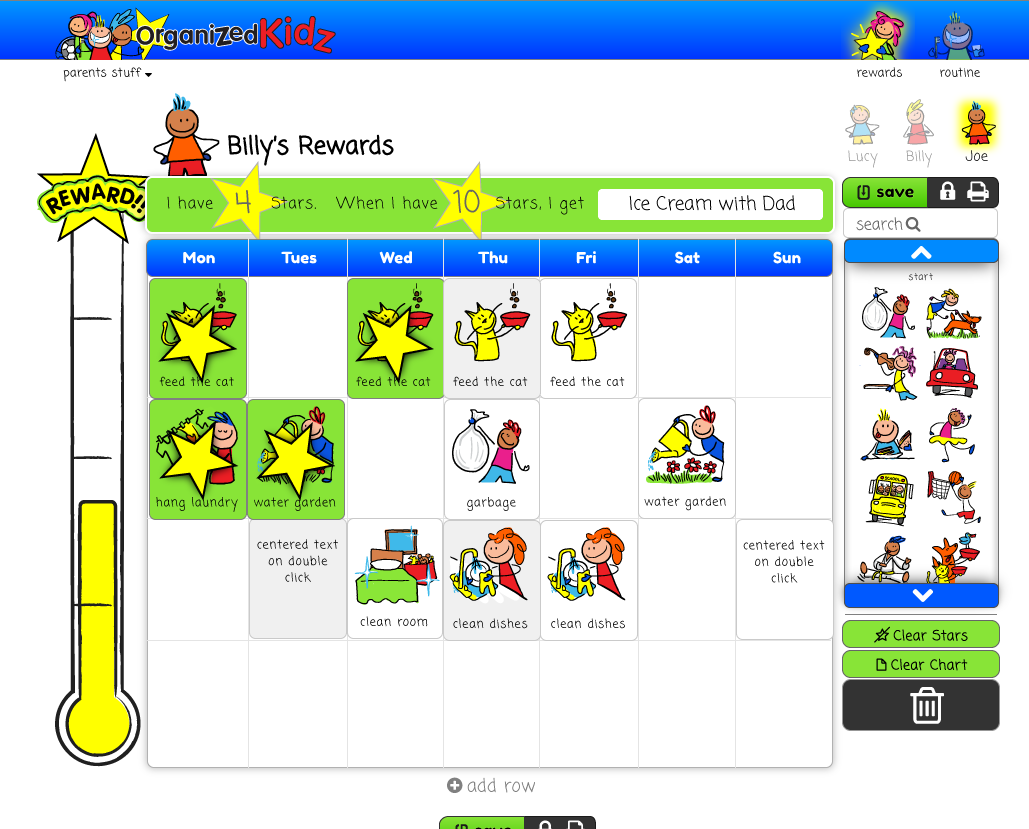 OrganizedKidz
parents stuff
rewards
routine
Billy's Rewards
Lucy
Billy
Joe
REWARD!!
I have 4 Stars. When I have 10 Stars, I get Ice Cream with Dad
save
search
Mon Tues Wed Thu Fri Sat Sun
start
feed the cat
feed the cat
feed the cat
feed the cat
hang laundry
water garden
garbage
water garden
centered text
on double
click
clean room
clean dishes
clean dishes
centered text
on double
click
SCHOOL
Clear Stars
Clear Chart
add row
save